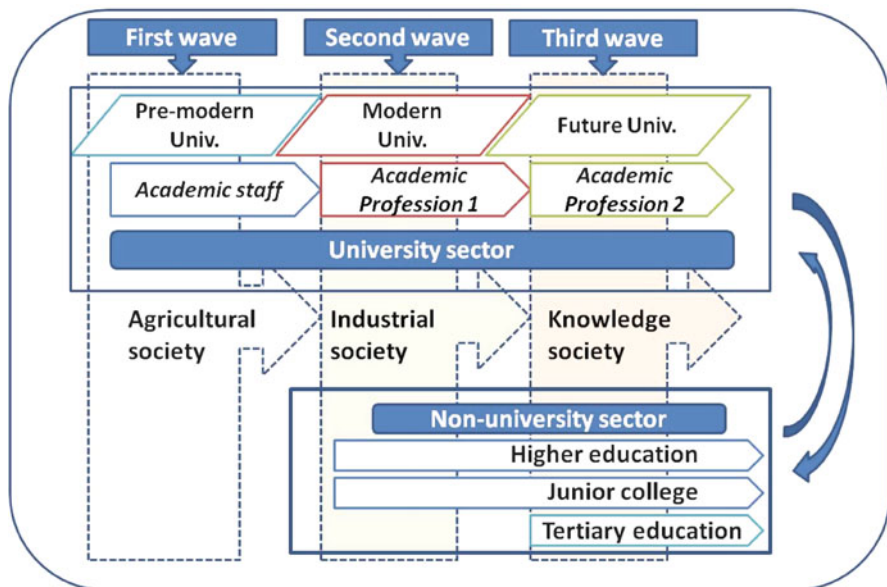 First wave
Second wave
Third wave
Pre-modern
Univ.
Modern
Univ.
Future Univ.
Academic staff
Academic
Profession 1
Academic
Profession 2
University sector
Agricultural
society
Industrial
society
Knowledge
society
Non-university sector
Higher education
Junior college
Tertiary education